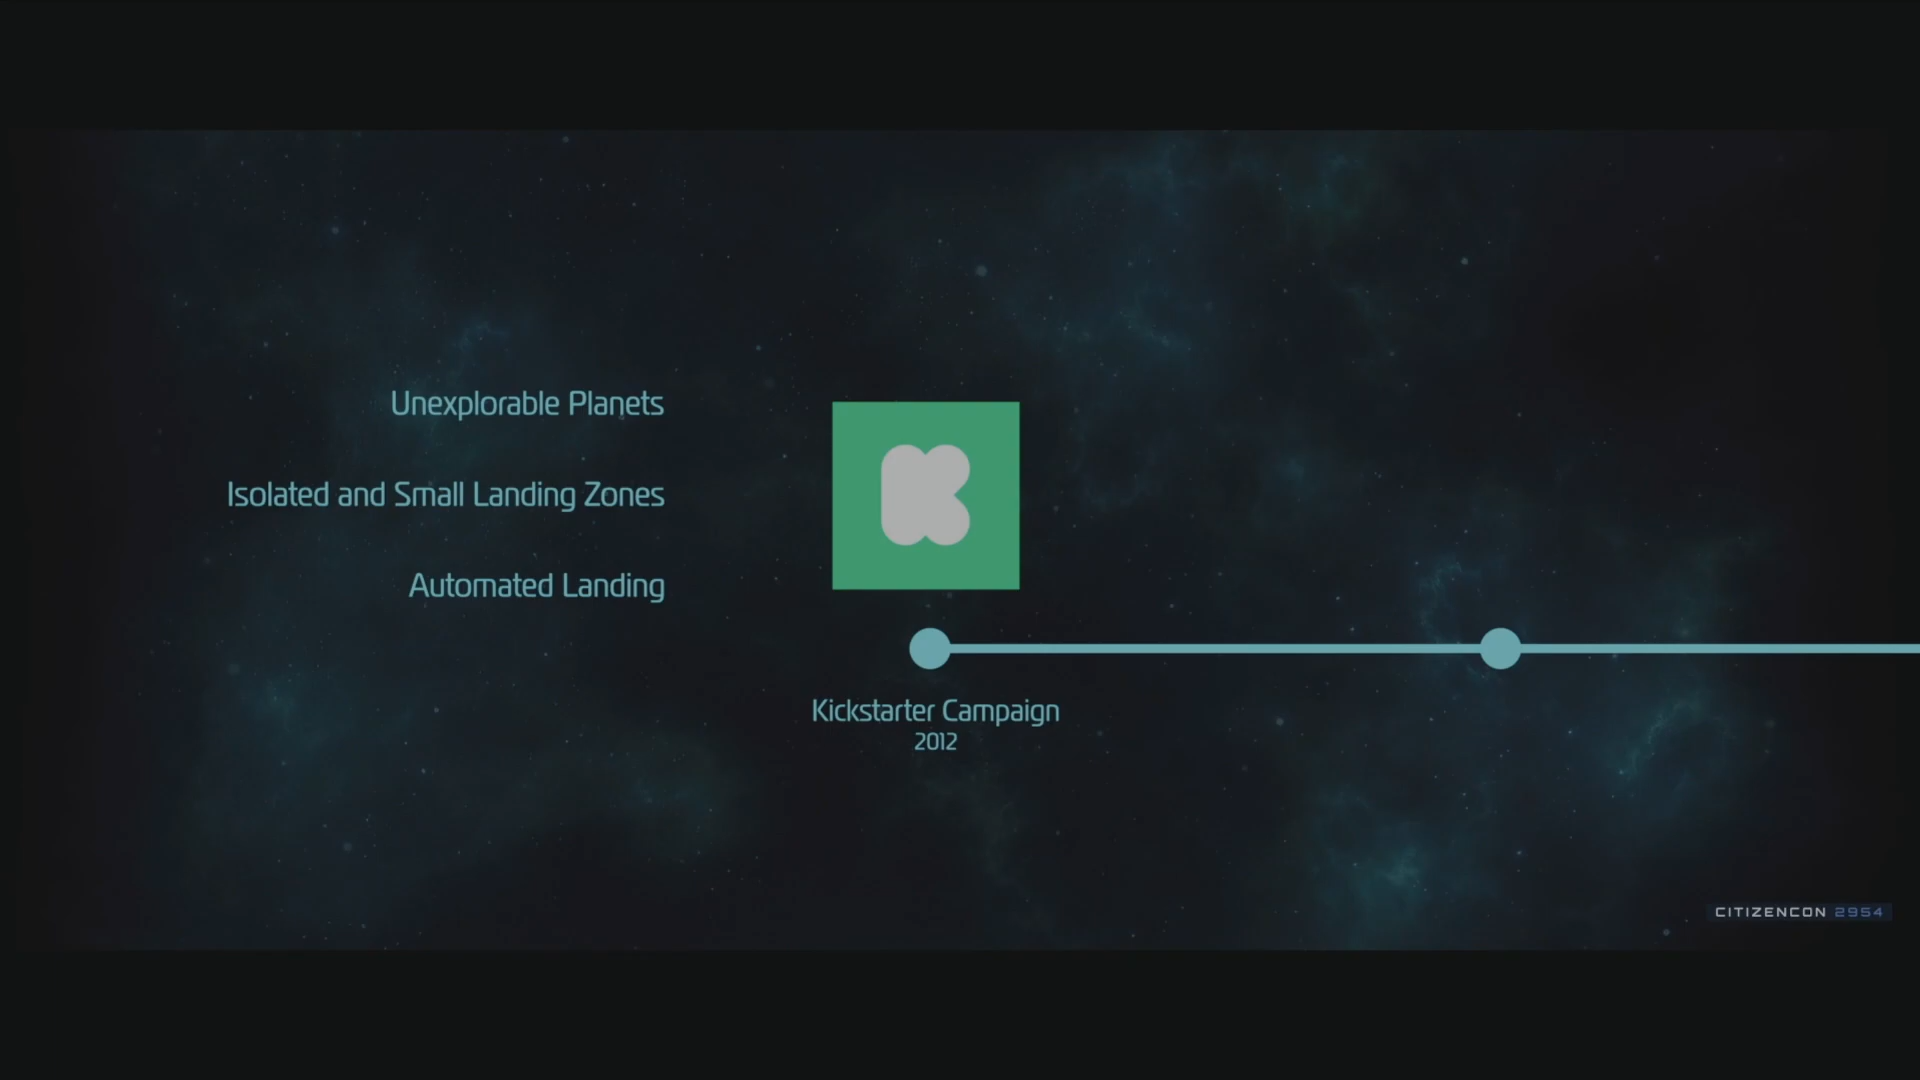 Unexplorable Planets
Isolated and Small Landing Zones
Automated Landing
Kickstarter Campaign
2012
CITIZENCON 2954